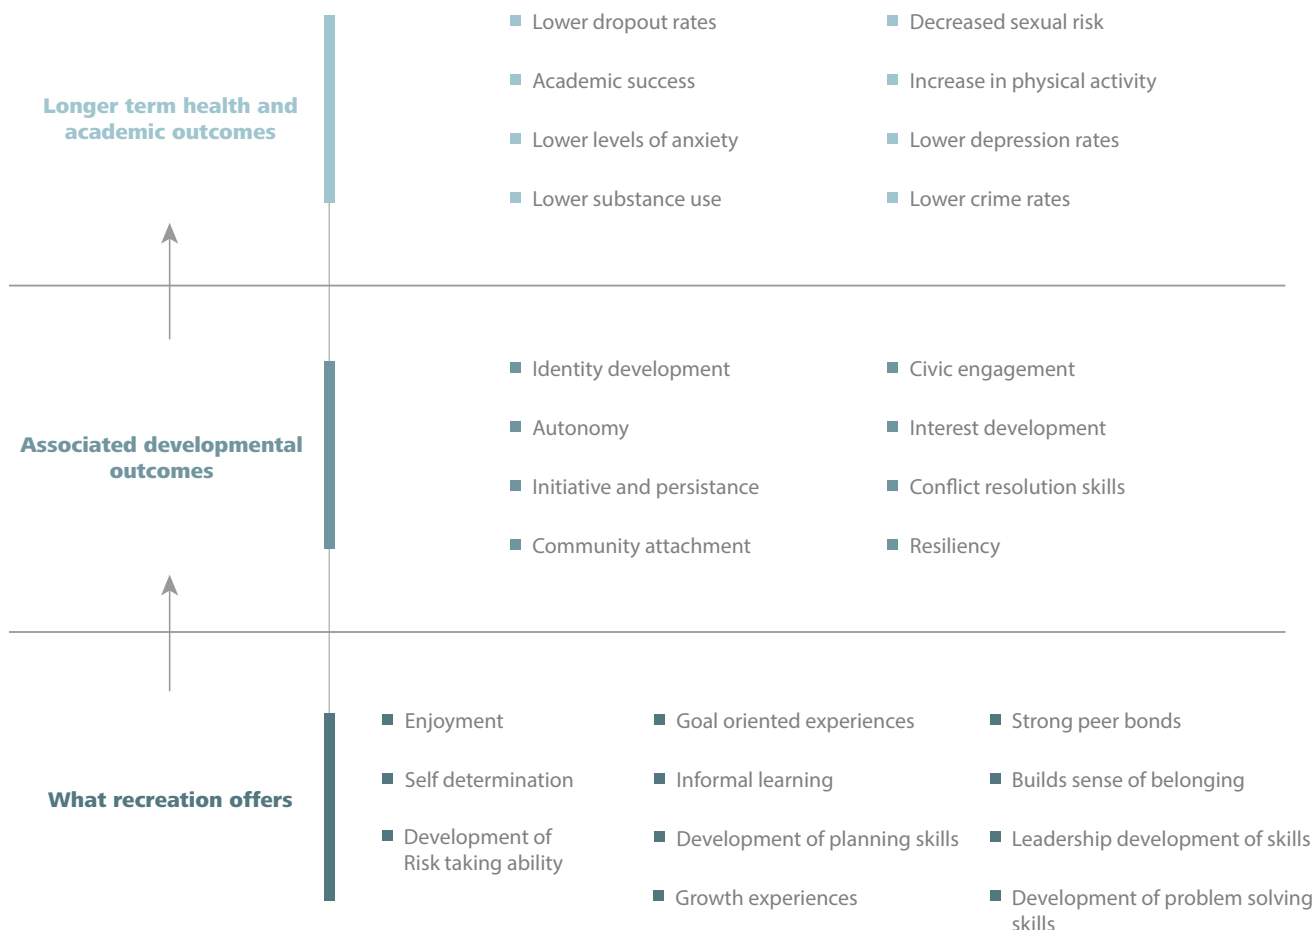 Lower dropout rates
Decreased sexual risk
Academic success
Increase in physical activity
Longer term health and
academic outcomes
Lower levels of anxiety
Lower depression rates
Lower substance use
Lower crime rates
Identity development
Civic engagement
Autonomy
Interest development
Associated developmental
outcomes
Initiative and persistance
Conflict resolution skills
Community attachment
Resiliency
Enjoyment
Goal oriented experiences
Strong peer bonds
Self determination
Informal learning
Builds sense of belonging
What recreation offers
Development of
Risk taking ability
Development of planning skills
Leadership development of skills
Growth experiences
Development of problem solving
skills